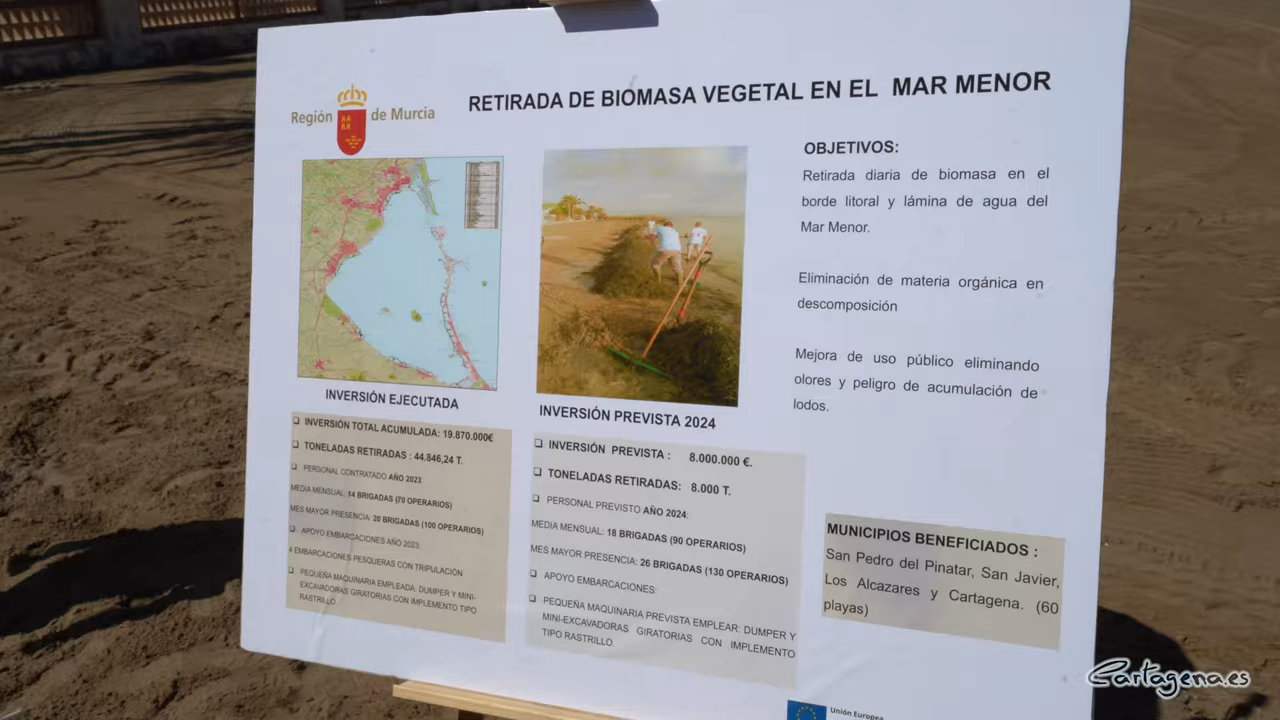 Región de Murcia
RETIRADA DE BIOMASA VEGETAL EN EL MAR MENOR
INVERSIÓN EJECUTADA
❑ INVERSIÓN TOTAL ACUMULADA: 19.870.000€
❑ TONELADAS RETIRADAS : 44.846,24 T.
❑ PERSONAL CONTRATADO AÑO 2023
MEDIA MENSUAL: 14 BRIGADAS (70 OPERARIOS)
MES MAYOR PRESENCIA: 20 BRIGADAS (100 OPERARIOS)
❑ APOYO EMBARCACIONES AÑO 2023:
4 EMBARCACIONES PESQUERAS CON TRIPULACIÓN
❑ PEQUEÑA MAQUINARIA EMPLEADA: DUMPER Y MINI-
EXCAVADORAS GIRATORIAS CON IMPLEMENTO TIPO
RASTRILLO.
INVERSIÓN PREVISTA 2024
❑ INVERSIÓN PREVISTA : 8.000.000 €.
❑ TONELADAS RETIRADAS: 8.000 T.
❑ PERSONAL PREVISTO AÑO 2024:
MEDIA MENSUAL: 18 BRIGADAS (90 OPERARIOS)
MES MAYOR PRESENCIA: 26 BRIGADAS (130 OPERARIOS)
❑ APOYO EMBARCACIONES:
❑ PEQUEÑA MAQUINARIA PREVISTA EMPLEAR: DUMPER Y
MINI-EXCAVADORAS GIRATORIAS CON IMPLEMENTO
TIPO RASTRILLO.
OBJETIVOS:
Retirada diaria de biomasa en el
borde litoral y lámina de agua del
Mar Menor.
Eliminación de materia orgánica en
descomposición
Mejora de uso público eliminando
olores y peligro de acumulación de
lodos.
MUNICIPIOS BENEFICIADOS :
San Pedro del Pinatar, San Javier,
Los Alcazares y Cartagena. (60
playas)
Unión Europea
Cartagena.es